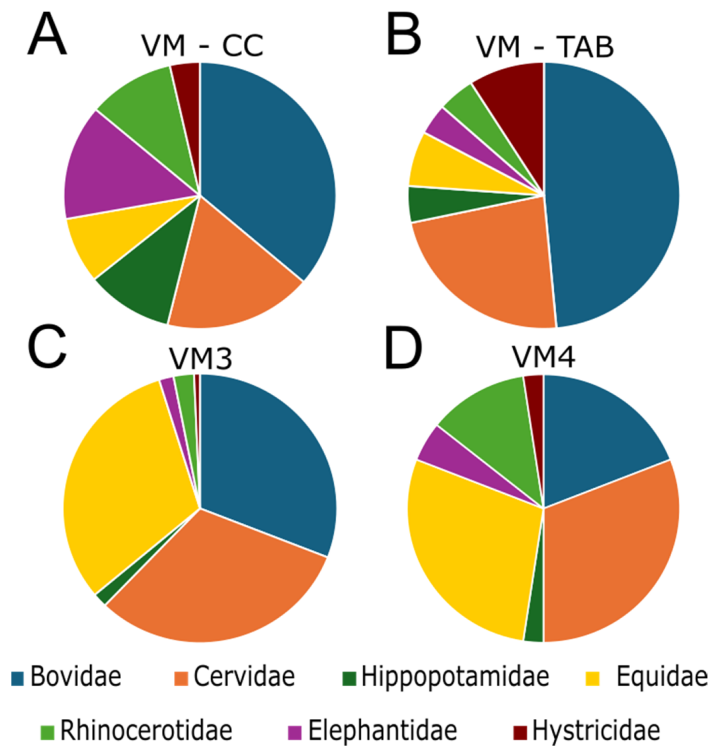 A
VM - CC
B
VM - TAB
C
VM3
D
VM4
Bovidae Cervidae Hippopotamidae Equidae
Rhinocerotidae Elephantidae Hystricidae